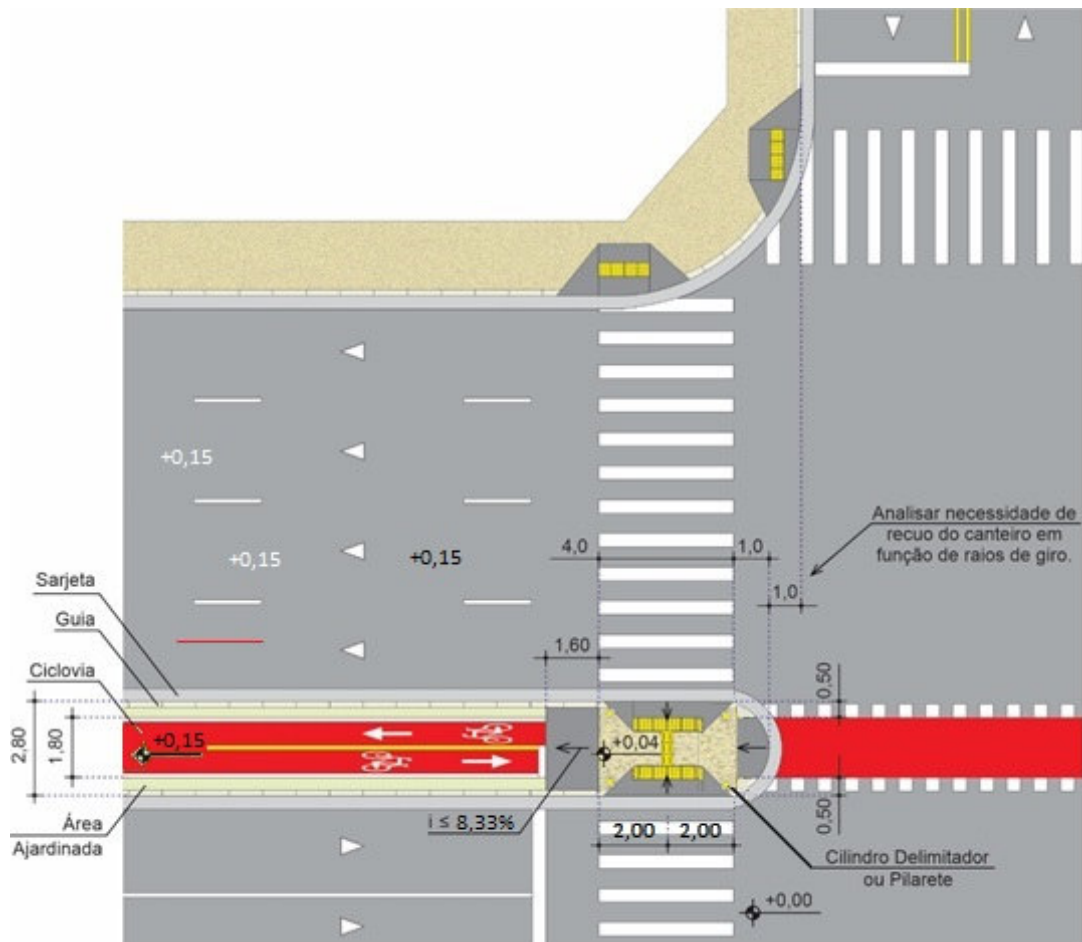 +0,15
+0,15
+0,15
Analisar necessidade de
recuo do canteiro em
função de raios de giro.
4,0
1,0
1,0
Sarjeta
Guia
Ciclovia
1,60
0,50
2,80
1,80
+0,15
+0,04
Área
Ajardinada
i ≤ 8,33%
2,00
2,00
0,50
Cilindro Delimitador
ou Pilarete
+0,00